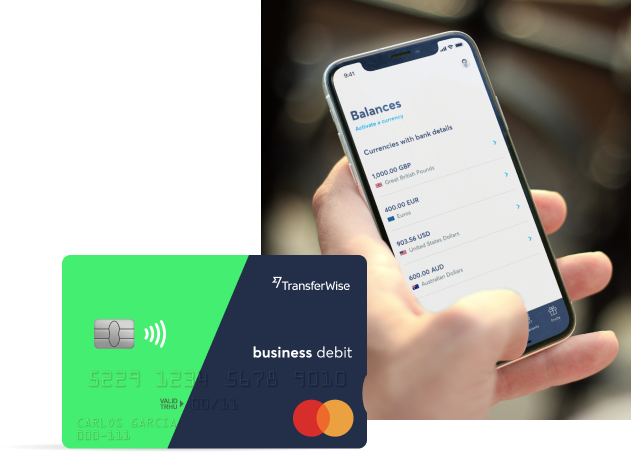 9:41
Balances
Activate a currency
Currencies with bank details
1,000.00 GBP
Great British Pounds
400.00 EUR
Euros
903.56 USD
United States Dollars
600.00 AUD
Australian Dollars
Invite
TransferWise
business debit
5229 1234 5678 9010
VALID
THRU
00/11
CARLOS GARCIA
000-111